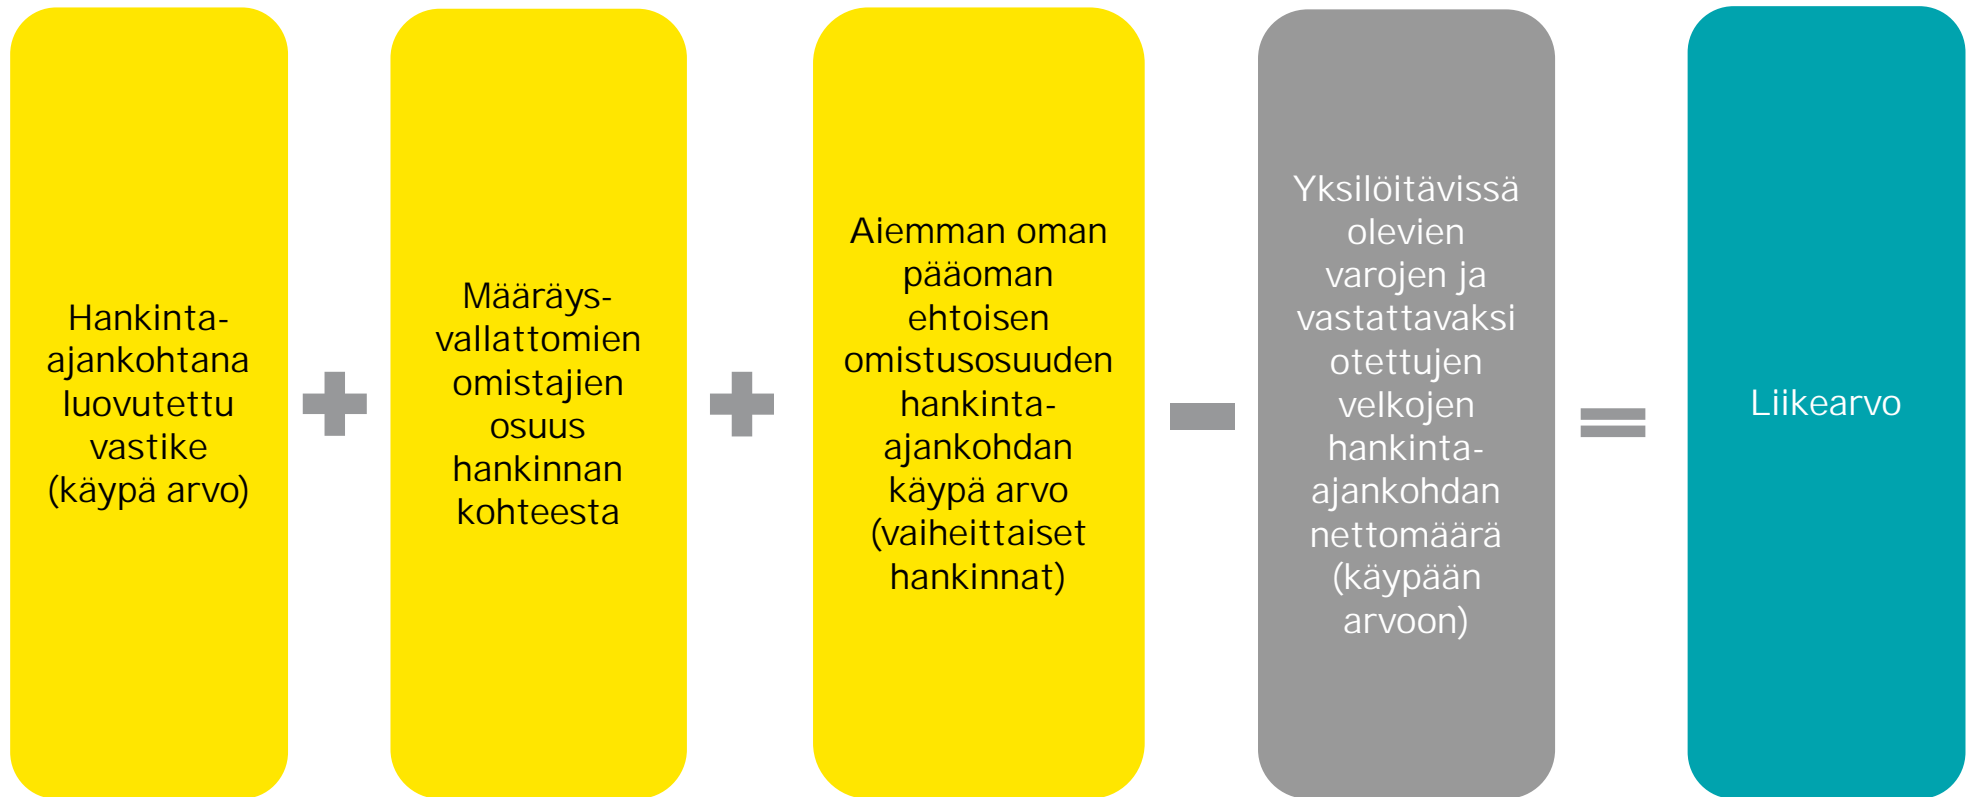 Hankinta-
ajankohtana
luovutettu
vastike
(käypä arvo)
Määräys-
vallattomien
omistajien
osuus
hankinnan
kohteesta
Aiemman oman
pääoman
ehtoisen
omistusosuuden
hankinta-
ajankohdan
käypä arvo
(vaiheittaiset
hankinnat)
Yksilöitävissä
olevien
varojen ja
vastattavaksi
otettujen
velkojen
hankinta-
ajankohdan
nettomäärä
(käypään
arvoon)
Liikearvo